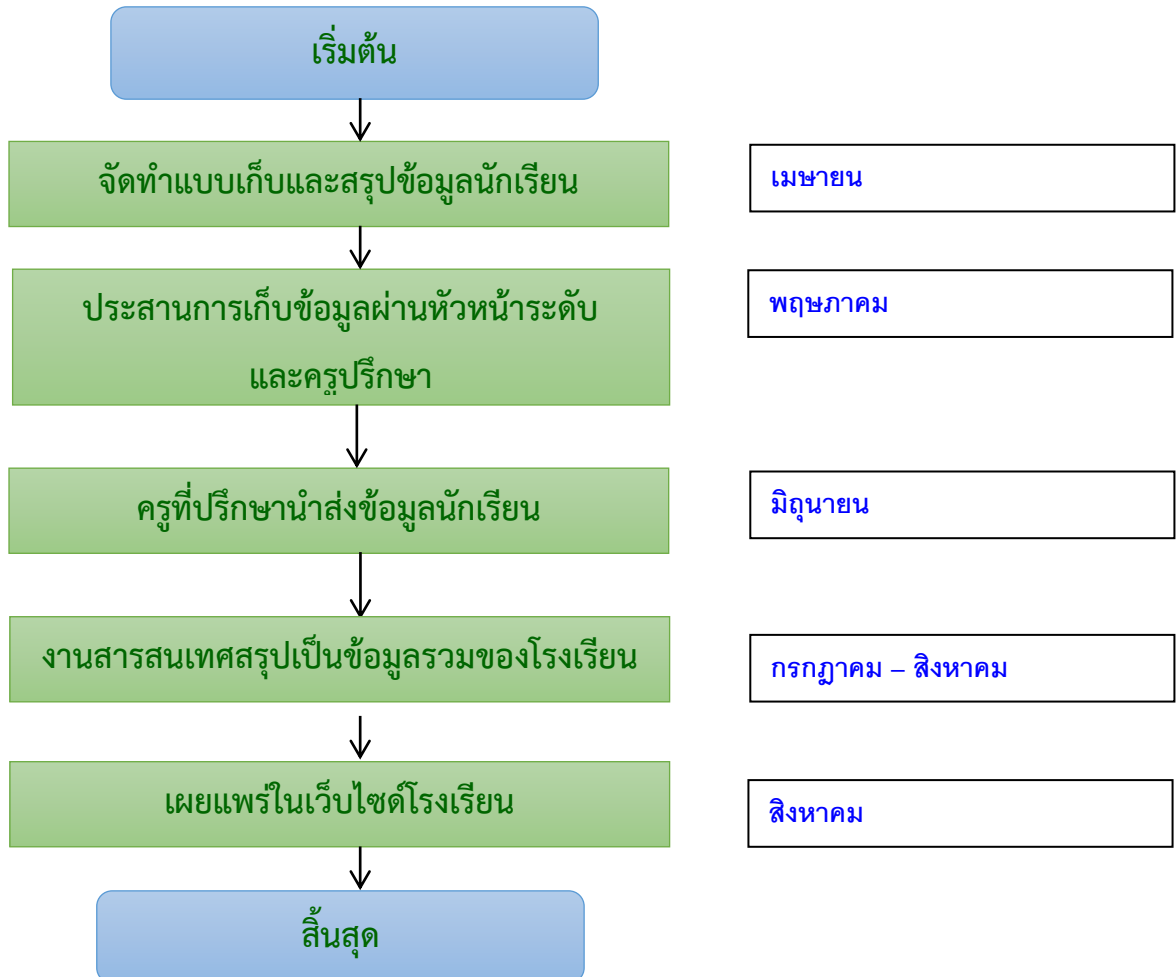 เริ่มต้น
จัดทำแบบเก็บและสรุปข้อมูลนักเรียน
เมษายน
ประสานการเก็บข้อมูลผ่านหัวหน้าระดับ
และครูปรึกษา
พฤษภาคม
ครูที่ปรึกษานำส่งข้อมูลนักเรียน
มิถุนายน
งานสารสนเทศสรุปเป็นข้อมูลรวมของโรงเรียน
กรกฎาคม – สิงหาคม
เผยแพร่ในเว็บไซด์โรงเรียน
สิงหาคม
สิ้นสุด